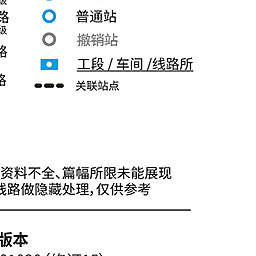 级
路 普通站
级
路 撤销站
工段 / 车间 /线路所
路 关联站点
资料不全、篇幅所限未能展现
线路做隐藏处理，仅供参考
版本